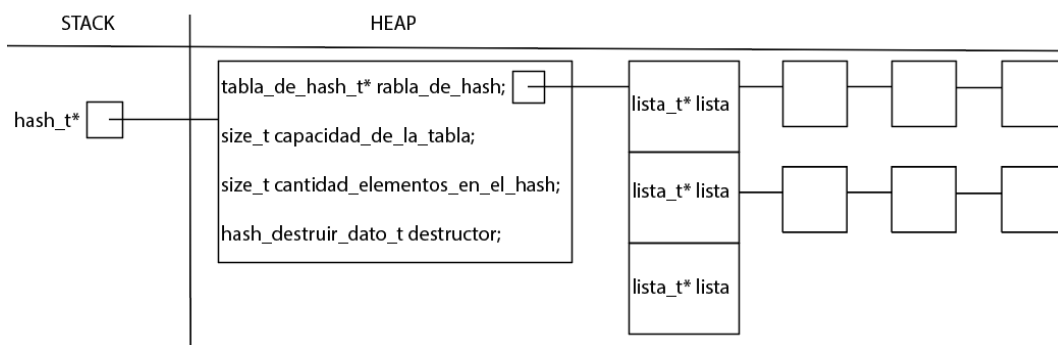 STACK
HEAP
hash_t*
tabla_de_hash_t* rabla_de_hash;
size_t capacidad_de_la_tabla;
size_t cantidad_elementos_en_el_hash;
hash_destruir_dato_t destructor;
lista_t* lista
lista_t* lista
lista_t* lista